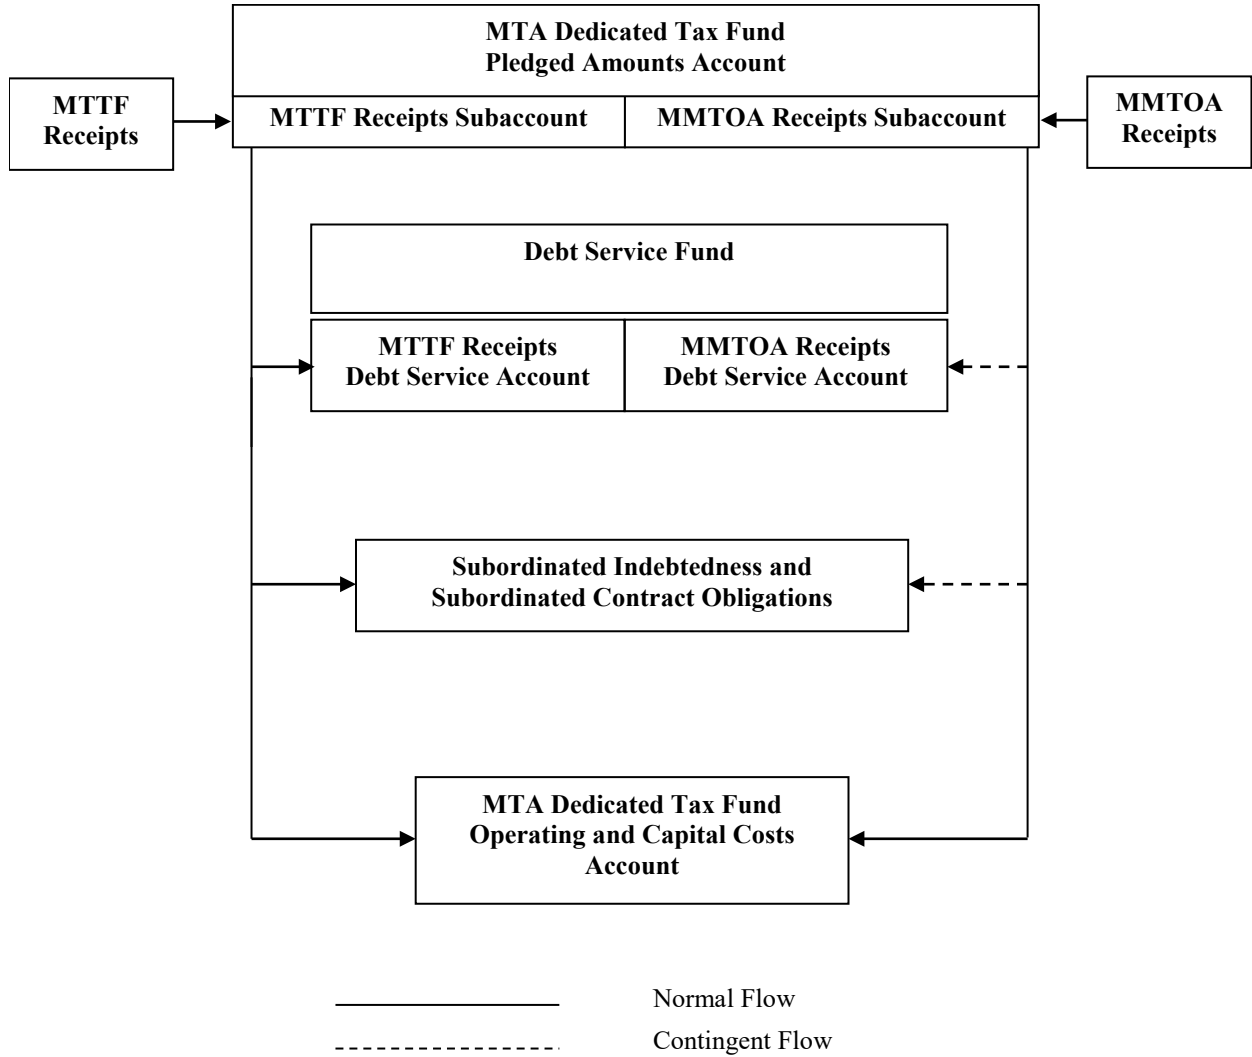 MTA Dedicated Tax Fund
Pledged Amounts Account
MTTF
Receipts
MTTF Receipts Subaccount
MMTOA Receipts Subaccount
MMTOA
Receipts
Debt Service Fund
MTTF Receipts
Debt Service Account
MMTOA Receipts
Debt Service Account
Subordinated Indebtedness and
Subordinated Contract Obligations
MTA Dedicated Tax Fund
Operating and Capital Costs
Account
Normal Flow
Contingent Flow